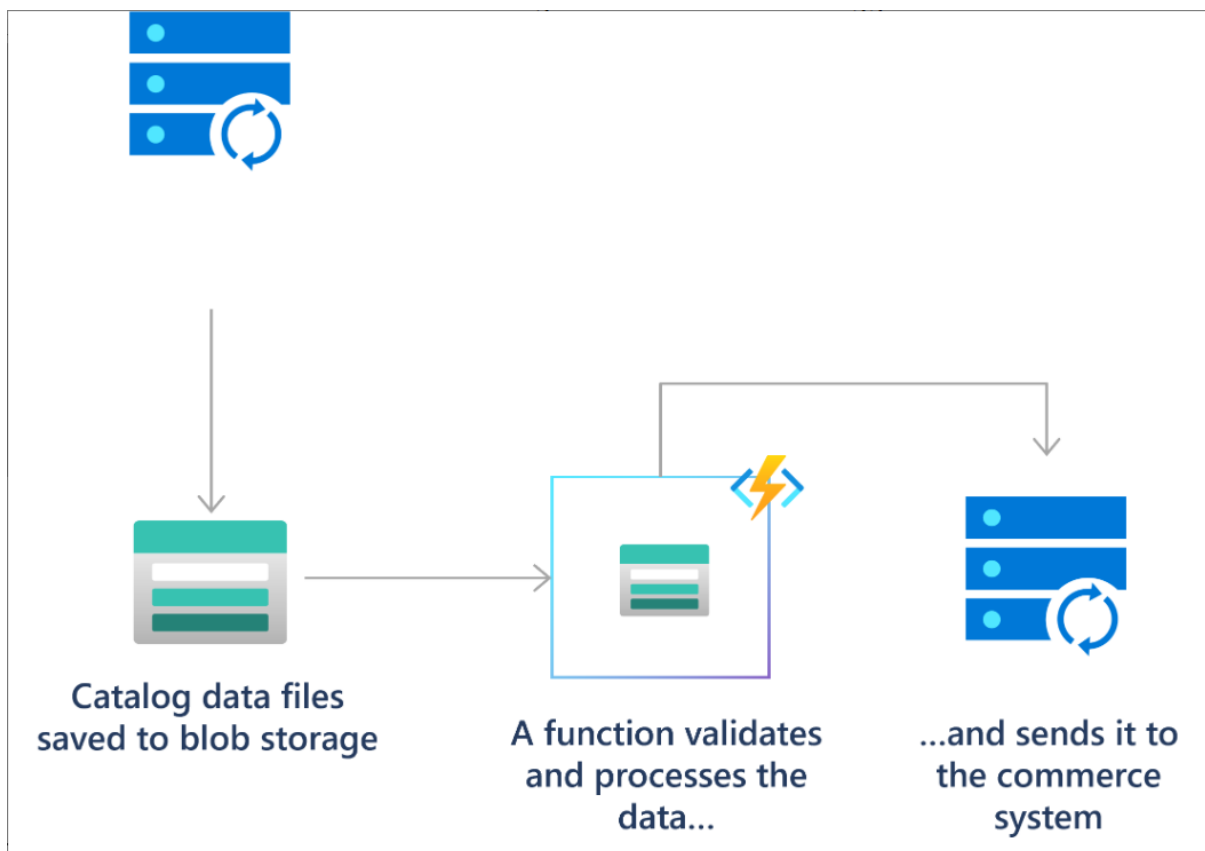 Catalog data files
saved to blob storage
A function validates
and processes the
data...
...and sends it to
the commerce
system